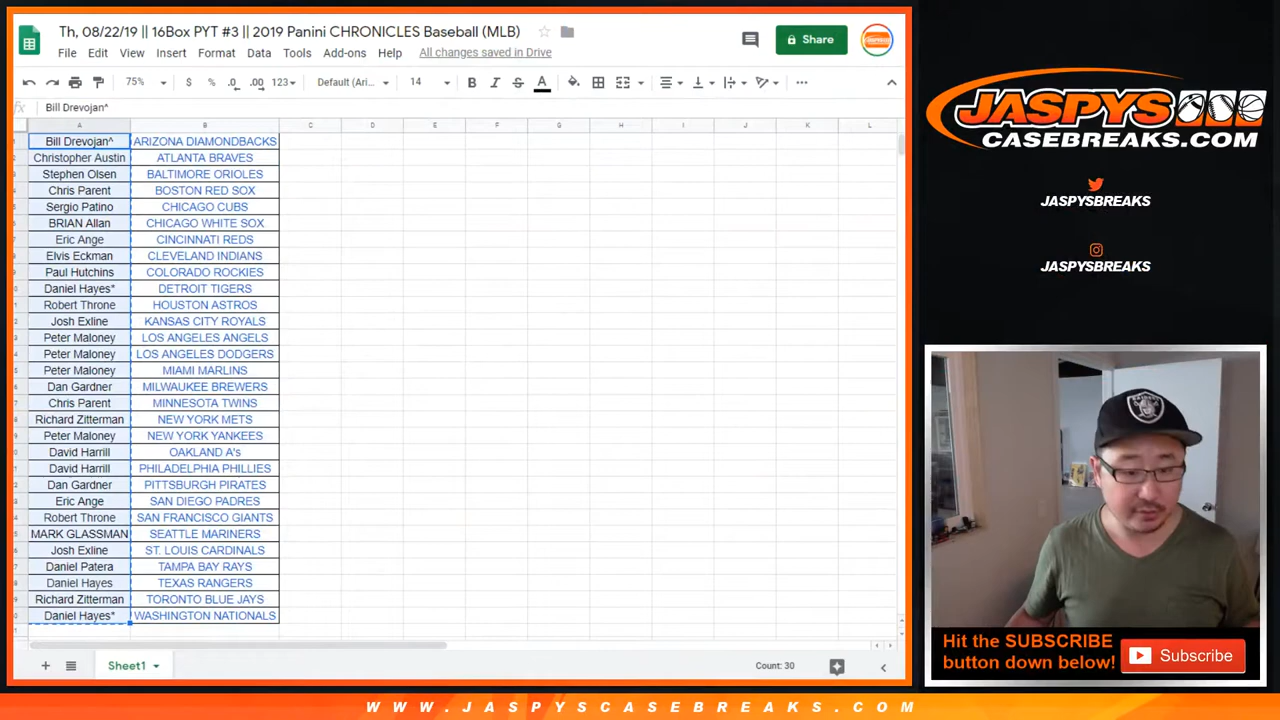 Th, 08/22/19 || 16Box PYT #3 || 2019 Panini CHRONICLES Baseball (MLB)
File Edit View Insert Format Data Tools Add-ons Help All changes saved in Drive
Share
75% $ % .0 .00 123 Default (Ari... 14 B I S A
fx Bill Drevojan^
A B C D E F G H I J K L
Bill Drevojan^ ARIZONA DIAMONDBACKS
Christopher Austin ATLANTA BRAVES
Stephen Olsen BALTIMORE ORIOLES
Chris Parent BOSTON RED SOX
Sergio Patino CHICAGO CUBS
BRIAN Allan CHICAGO WHITE SOX
Eric Ange CINCINNATI REDS
Elvis Eckman CLEVELAND INDIANS
Paul Hutchins COLORADO ROCKIES
Daniel Hayes* DETROIT TIGERS
Robert Throne HOUSTON ASTROS
Josh Exline KANSAS CITY ROYALS
Peter Maloney LOS ANGELES ANGELS
Peter Maloney LOS ANGELES DODGERS
Peter Maloney MIAMI MARLINS
Dan Gardner MILWAUKEE BREWERS
Chris Parent MINNESOTA TWINS
Richard Zitterman NEW YORK METS
Peter Maloney NEW YORK YANKEES
David Harrill OAKLAND A's
David Harrill PHILADELPHIA PHILLIES
Dan Gardner PITTSBURGH PIRATES
Eric Ange SAN DIEGO PADRES
Robert Throne SAN FRANCISCO GIANTS
MARK GLASSMAN SEATTLE MARINERS
Josh Exline ST. LOUIS CARDINALS
Daniel Patera TAMPA BAY RAYS
Daniel Hayes TEXAS RANGERS
Richard Zitterman TORONTO BLUE JAYS
Daniel Hayes* WASHINGTON NATIONALS
Sheet1
Count: 30
JASPYS
CASEBREAKS.COM
JASPYSBREAKS
JASPYSBREAKS
Hit the SUBSCRIBE
button down below!
Subscribe
WWW.JASPYSCASEBREAKS.COM